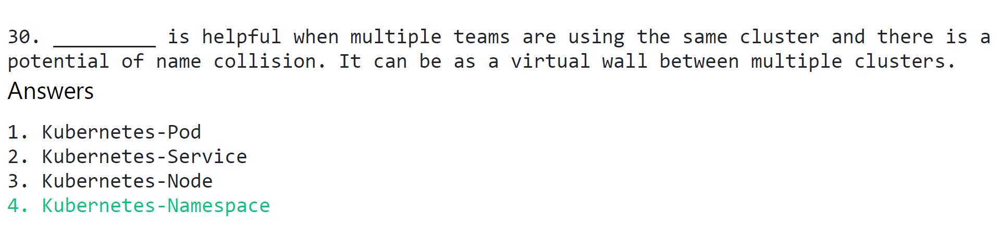 30. _________ is helpful when multiple teams are using the same cluster and there is a
potential of name collision. It can be as a virtual wall between multiple clusters.
Answers
1. Kubernetes-Pod
2. Kubernetes-Service
3. Kubernetes-Node
4. Kubernetes-Namespace